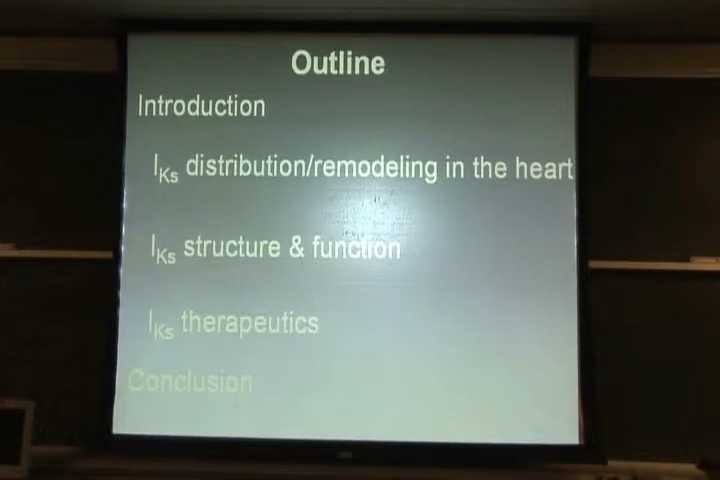 Outline
Introduction
IKs distribution/remodeling in the heart
IKs structure & function
IKs therapeutics
Conclusion